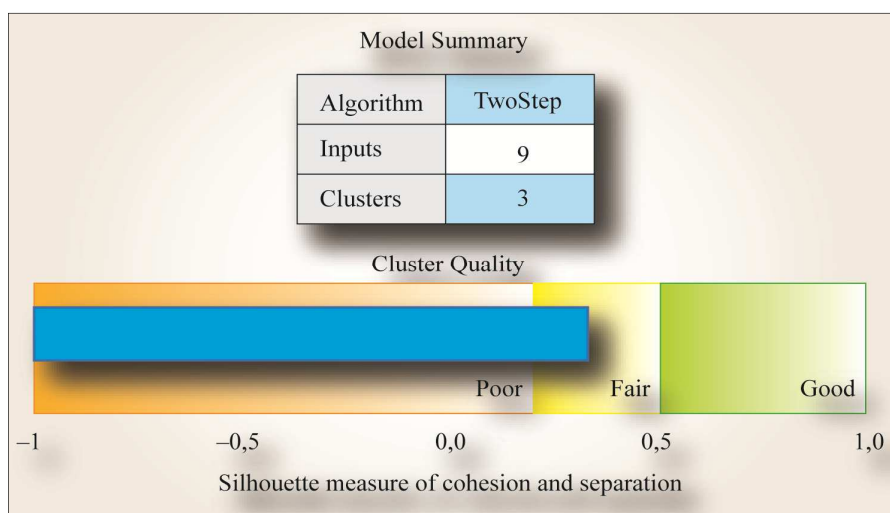 Model Summary
Algorithm TwoStep
Inputs 9
Clusters 3
Cluster Quality
Poor Fair Good
–1 –0,5 0,0 0,5 1,0
Silhouette measure of cohesion and separation